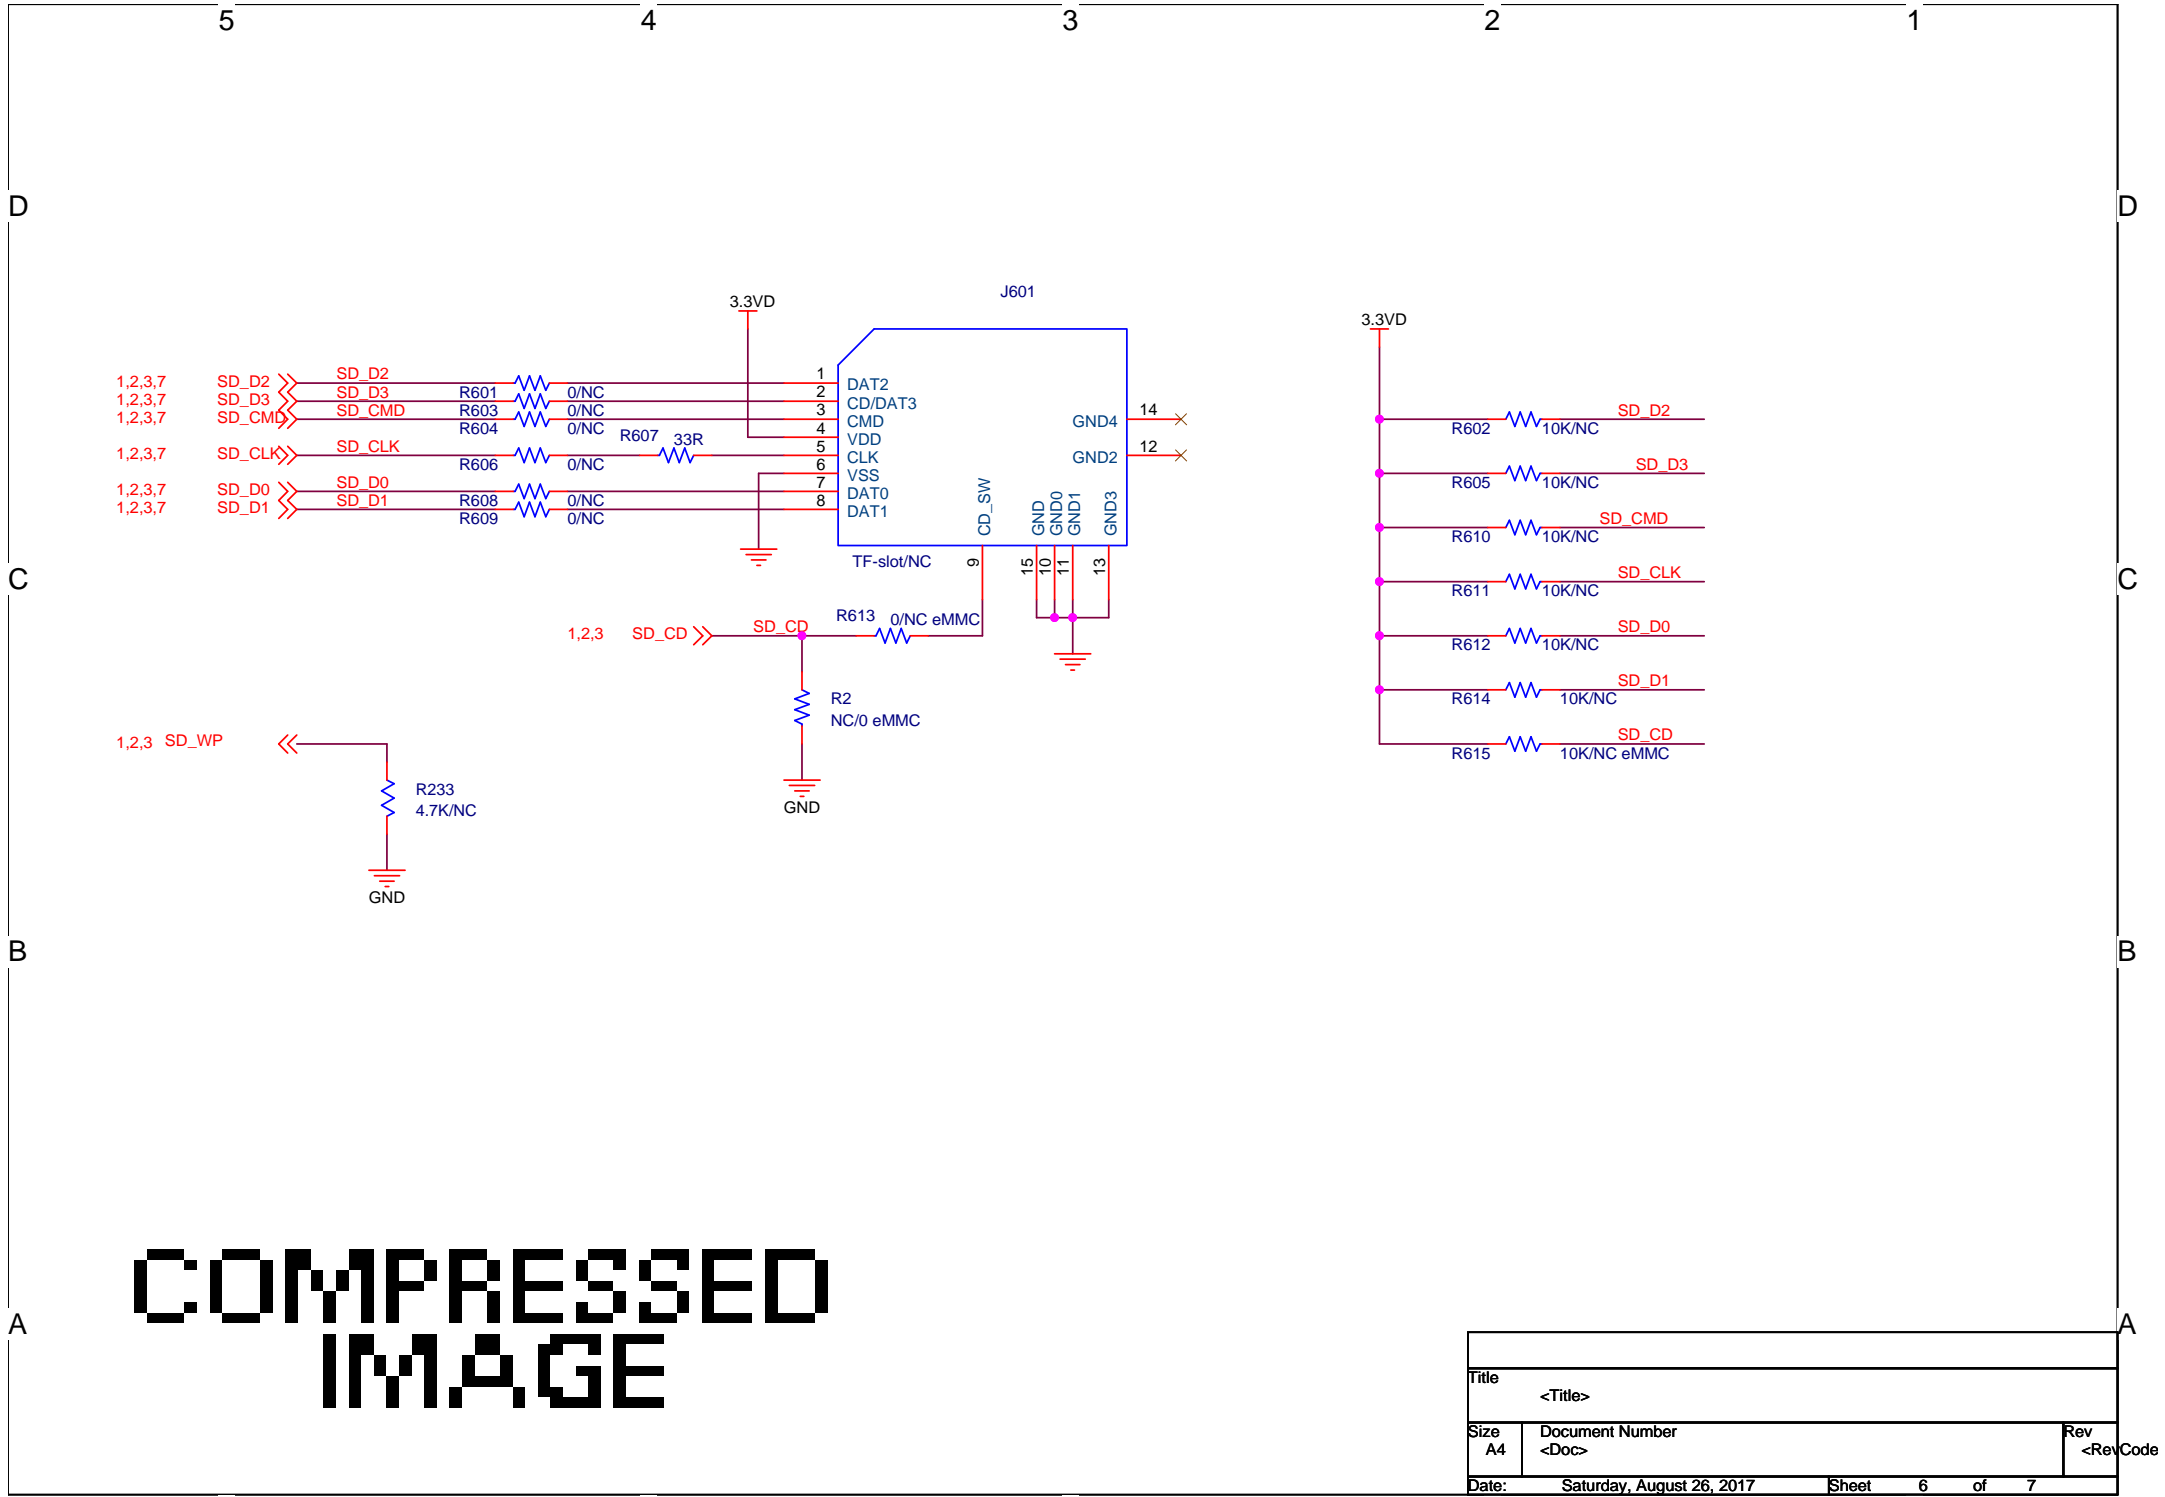 5 4 3 2 1
D D
J601
3.3VD
3.3VD
1,2,3,7 SD_D2 SD_D2 R601 0/NC 1 DAT2
1,2,3,7 SD_D3 SD_D3 R603 0/NC 2 CD/DAT3
1,2,3,7 SD_CMD SD_CMD R604 0/NC 3 CMD
4 VDD
1,2,3,7 SD_CLK SD_CLK R606 0/NC R607 33R 5 CLK
6 VSS
1,2,3,7 SD_D0 SD_D0 R608 0/NC 7 DAT0
1,2,3,7 SD_D1 SD_D1 R609 0/NC 8 DAT1
GND4 14
GND2 12
CD_SW GND GND0 GND1 GND3
9 15 10 11 13
TF-slot/NC
R602 10K/NC SD_D2
R605 10K/NC SD_D3
R610 10K/NC SD_CMD
R611 10K/NC SD_CLK
R612 10K/NC SD_D0
R614 10K/NC SD_D1
R615 10K/NC eMMC SD_CD
C C
1,2,3 SD_CD SD_CD R613 0/NC eMMC
R2
NC/0 eMMC
GND
1,2,3 SD_WP
R233
4.7K/NC
GND
B B
COMPRESSED
IMAGE
A A
Title
<Title>
Size Document Number Rev
A4 <Doc> <RevCode
Date: Saturday, August 26, 2017 Sheet 6 of 7